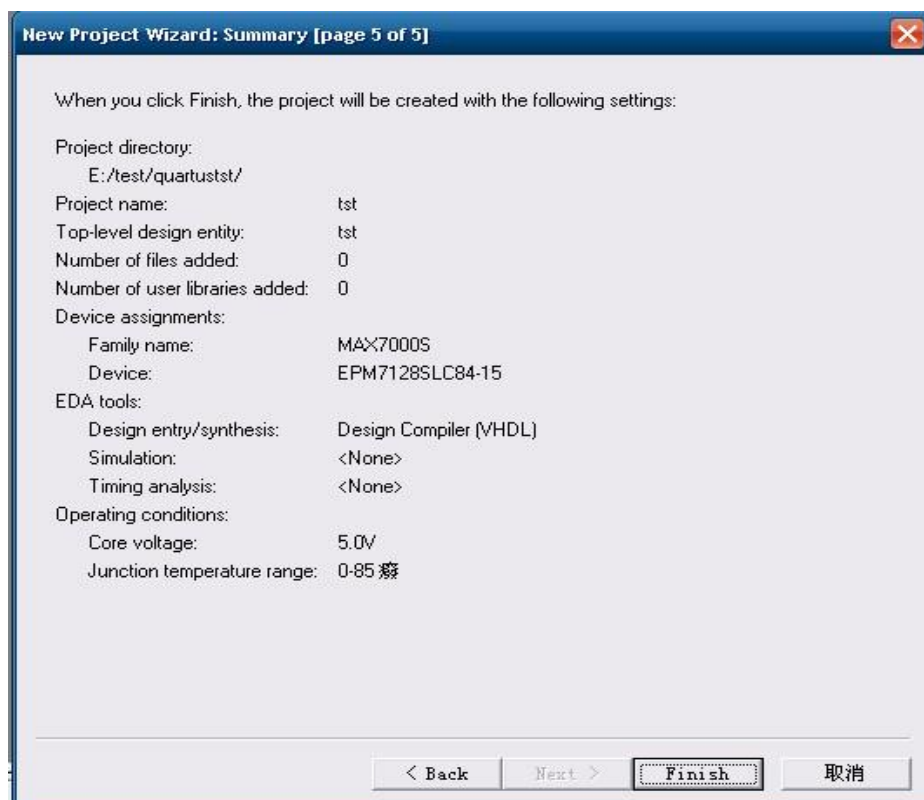 New Project Wizard: Summary [page 5 of 5]
When you click Finish, the project will be created with the following settings:
Project directory:
E:/test/quartustst/
Project name: tst
Top-level design entity: tst
Number of files added: 0
Number of user libraries added: 0
Device assignments:
Family name: MAX7000S
Device: EPM7128SLC84-15
EDA tools:
Design entry/synthesis: Design Compiler (VHDL)
Simulation: <None>
Timing analysis: <None>
Operating conditions:
Core voltage: 5.0V
Junction temperature range: 0-85 癈
< Back Next > Finish 取消